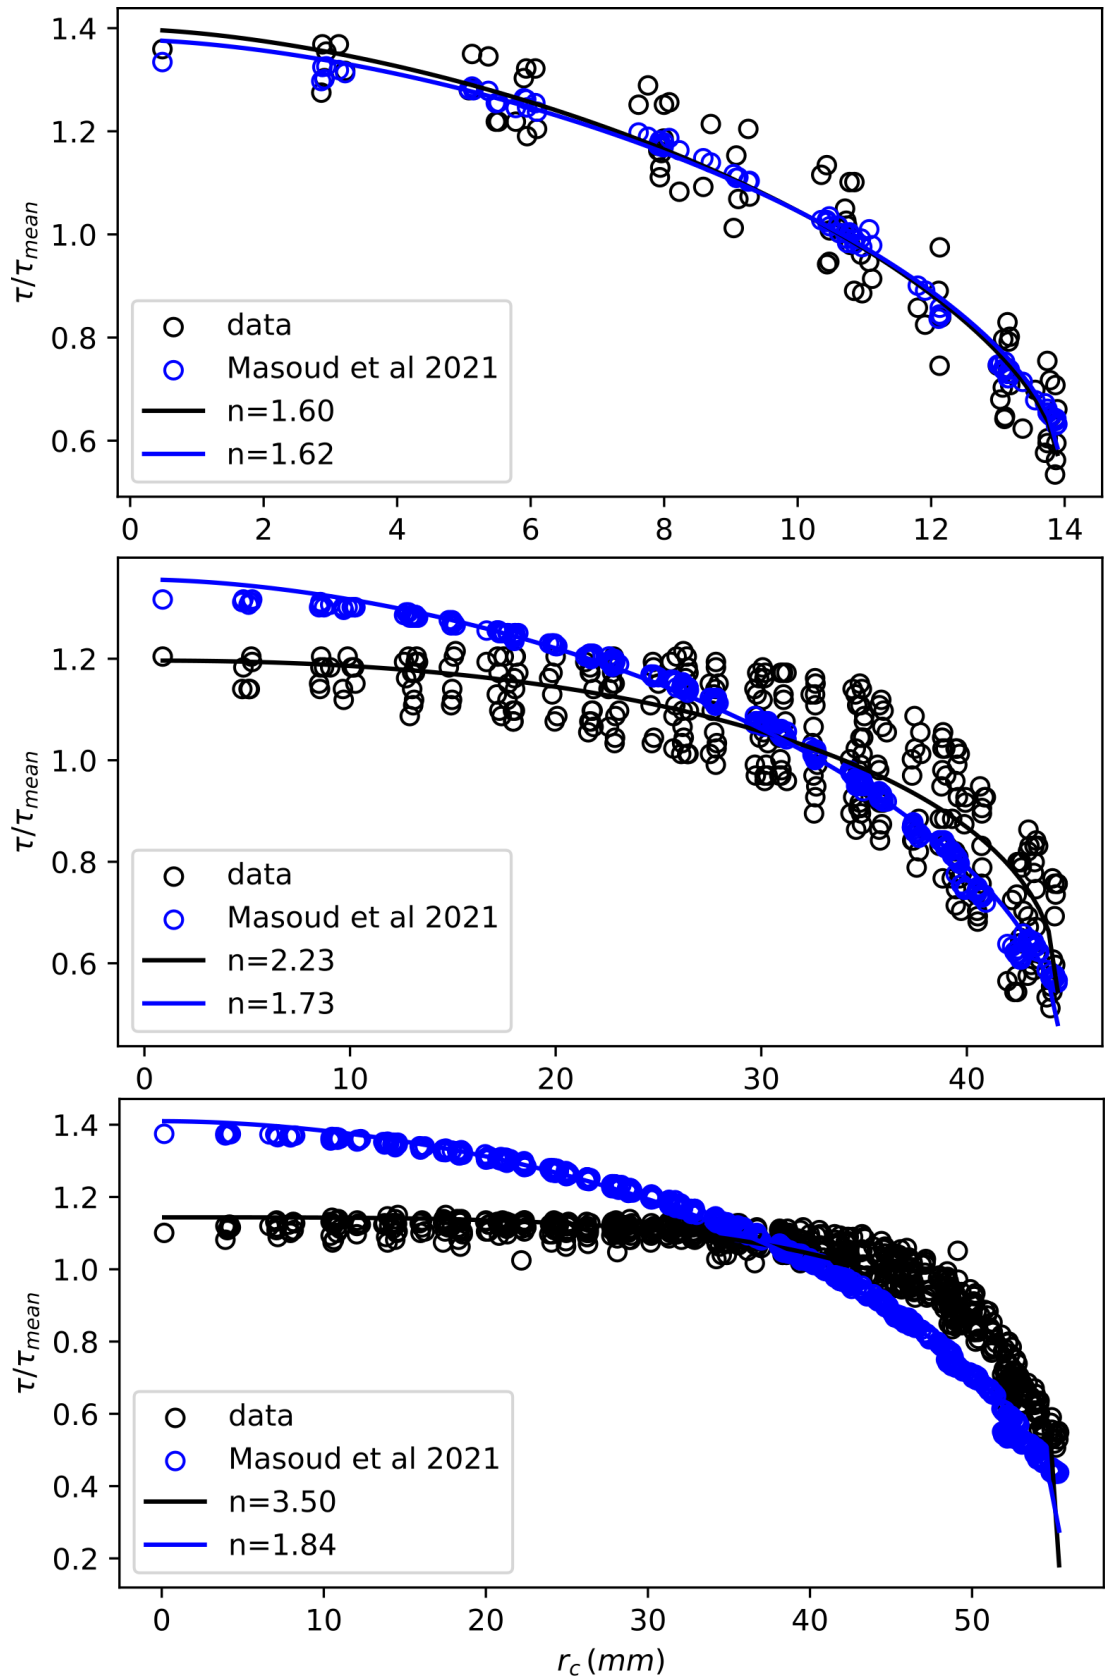 1.4
1.2
1.0
0.8
0.6
τ/τmean
data
Masoud et al 2021
n=1.60
n=1.62
0 2 4 6 8 10 12 14
1.2
1.0
0.8
0.6
τ/τmean
data
Masoud et al 2021
n=2.23
n=1.73
0 10 20 30 40
1.4
1.2
1.0
0.8
0.6
0.4
0.2
τ/τmean
data
Masoud et al 2021
n=3.50
n=1.84
0 10 20 30 40 50
rc (mm)